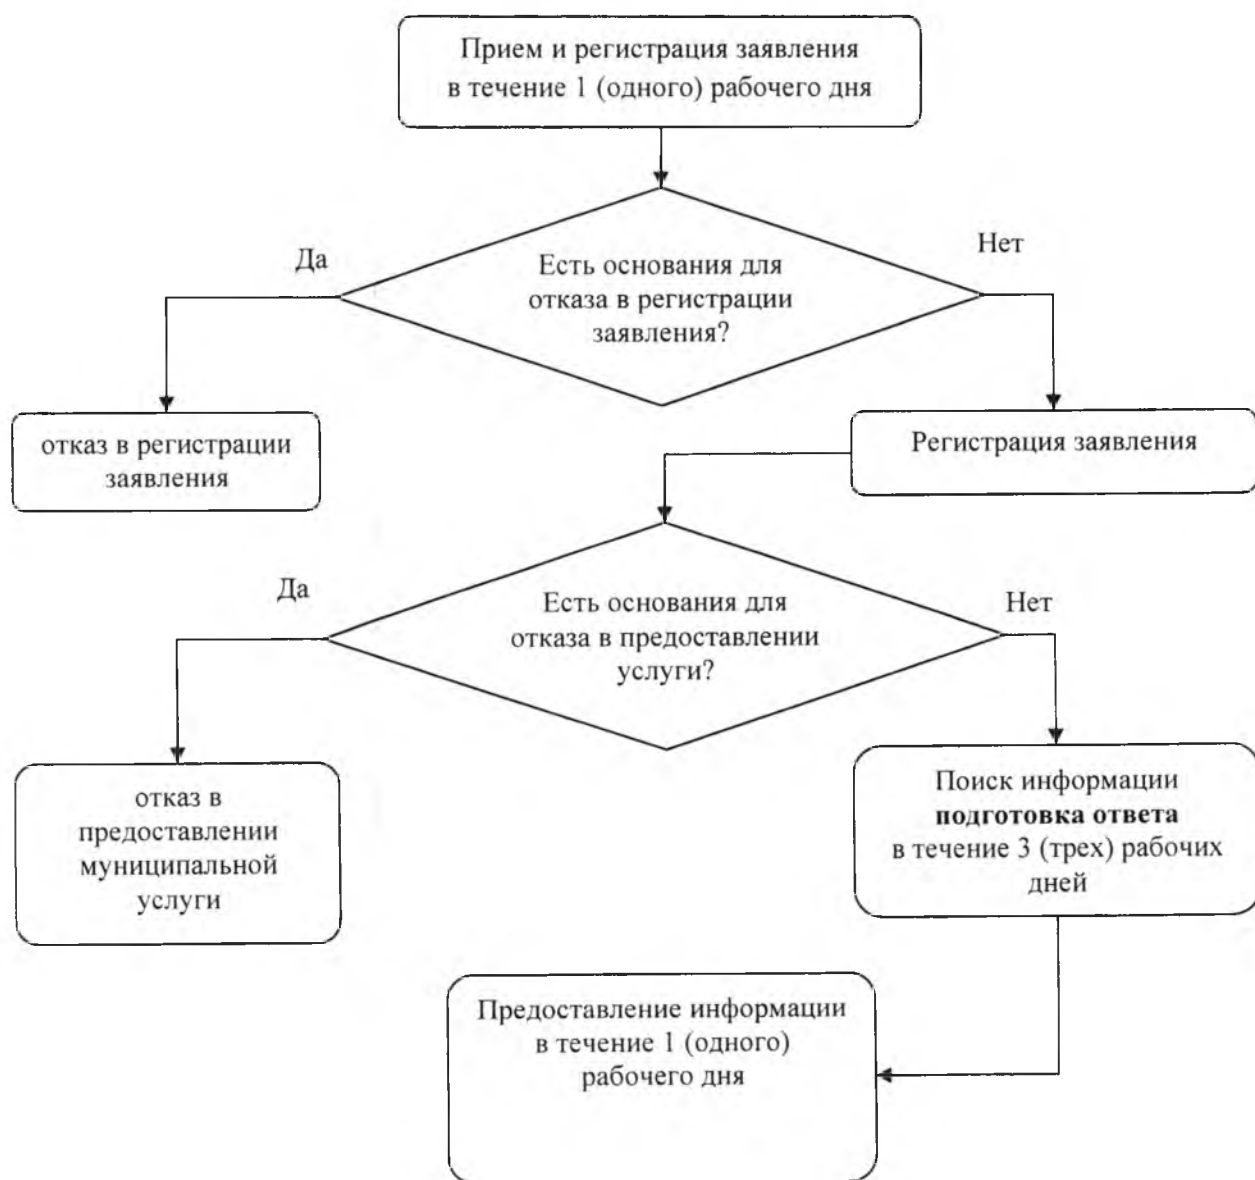 Прием и регистрация заявления
в течение 1 (одного) рабочего дня
Да
Нет
Есть основания для
отказа в регистрации
заявления?
отказ в регистрации
заявления
Регистрация заявления
Да
Нет
Есть основания для
отказа в предоставлении
услуги?
отказ в
предоставлении
муниципальной
услуги
Поиск информации
подготовка ответа
в течение 3 (трех) рабочих
дней
Предоставление информации
в течение 1 (одного)
рабочего дня